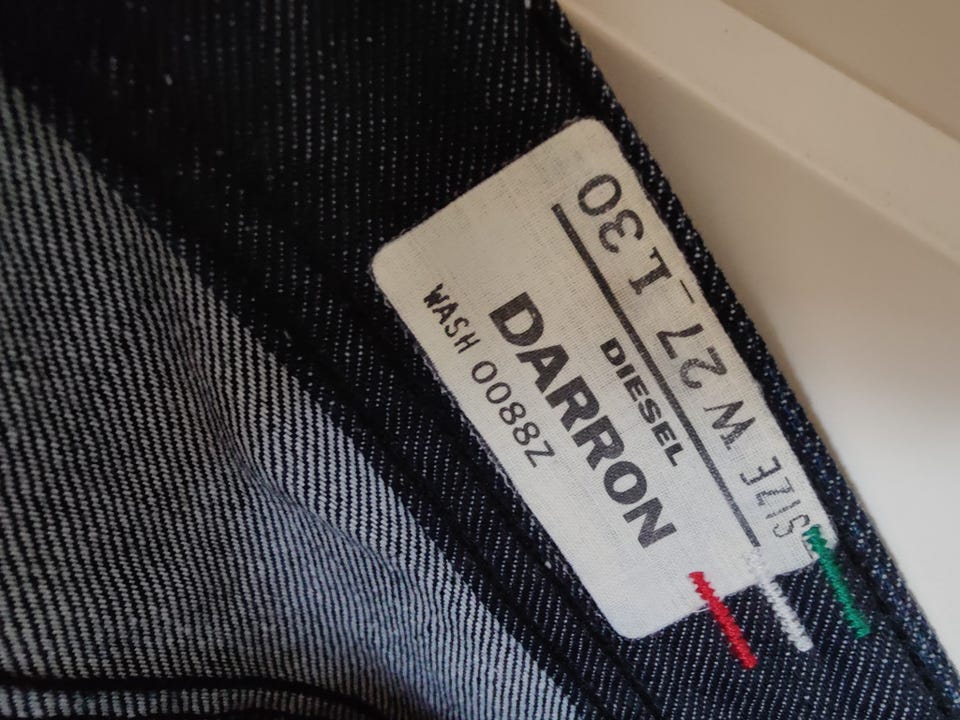 DIESEL
DARRON
WASH 0088Z
SIZE W 27 _ L 30